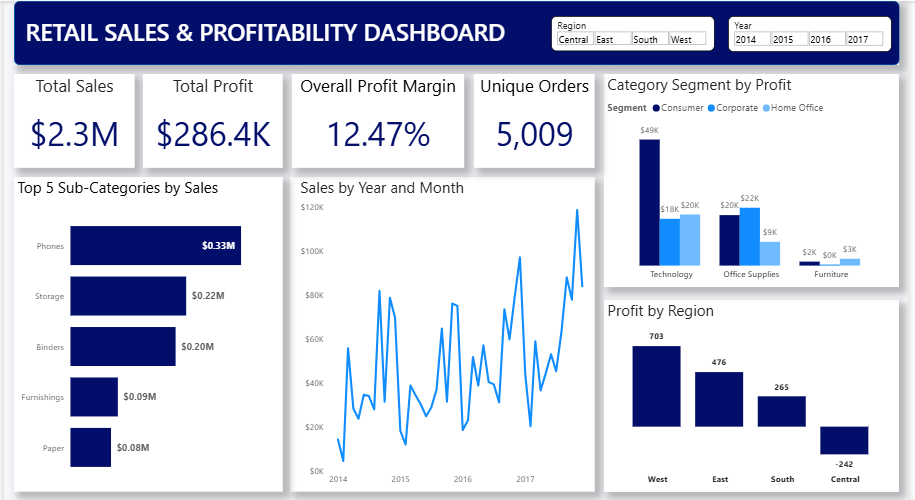 RETAIL SALES & PROFITABILITY DASHBOARD
Region
Central East South West
Year
2014 2015 2016 2017
Total Sales
$2.3M
Total Profit
$286.4K
Overall Profit Margin
12.47%
Unique Orders
5,009
Category Segment by Profit
Segment Consumer Corporate Home Office
$49K
$18K
$20K
$20K
$22K
$9K
$2K
$0K
$3K
Technology
Office Supplies
Furniture
Top 5 Sub-Categories by Sales
Phones $0.33M
Storage $0.22M
Binders $0.20M
Furnishings $0.09M
Paper $0.08M
Sales by Year and Month
$120K
$100K
$80K
$60K
$40K
$20K
$0K
2014 2015 2016 2017
Profit by Region
703
476
265
-242
West East South Central